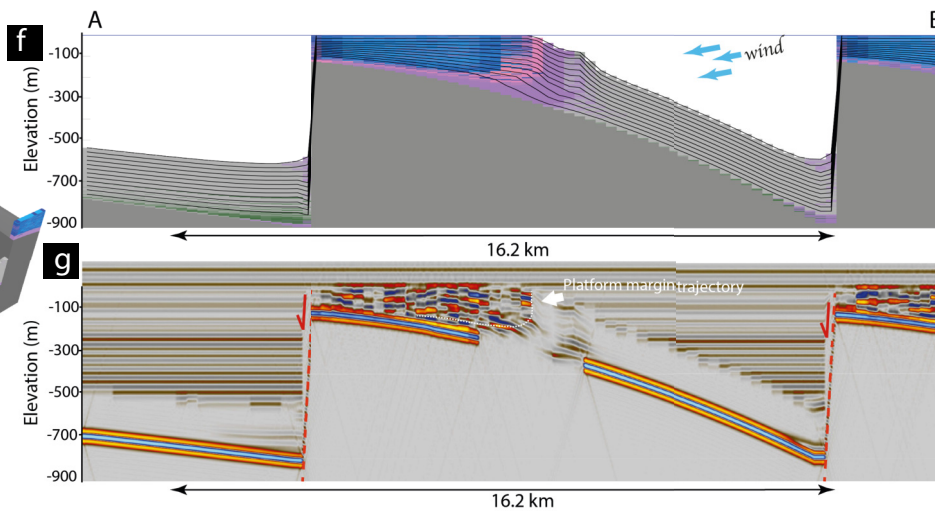 f
A
E
Elevation (m)
-100
-300
-500
-700
-900
wind
16.2 km
g
Elevation (m)
-100
-300
-500
-700
-900
Platform margin trajectory
16.2 km